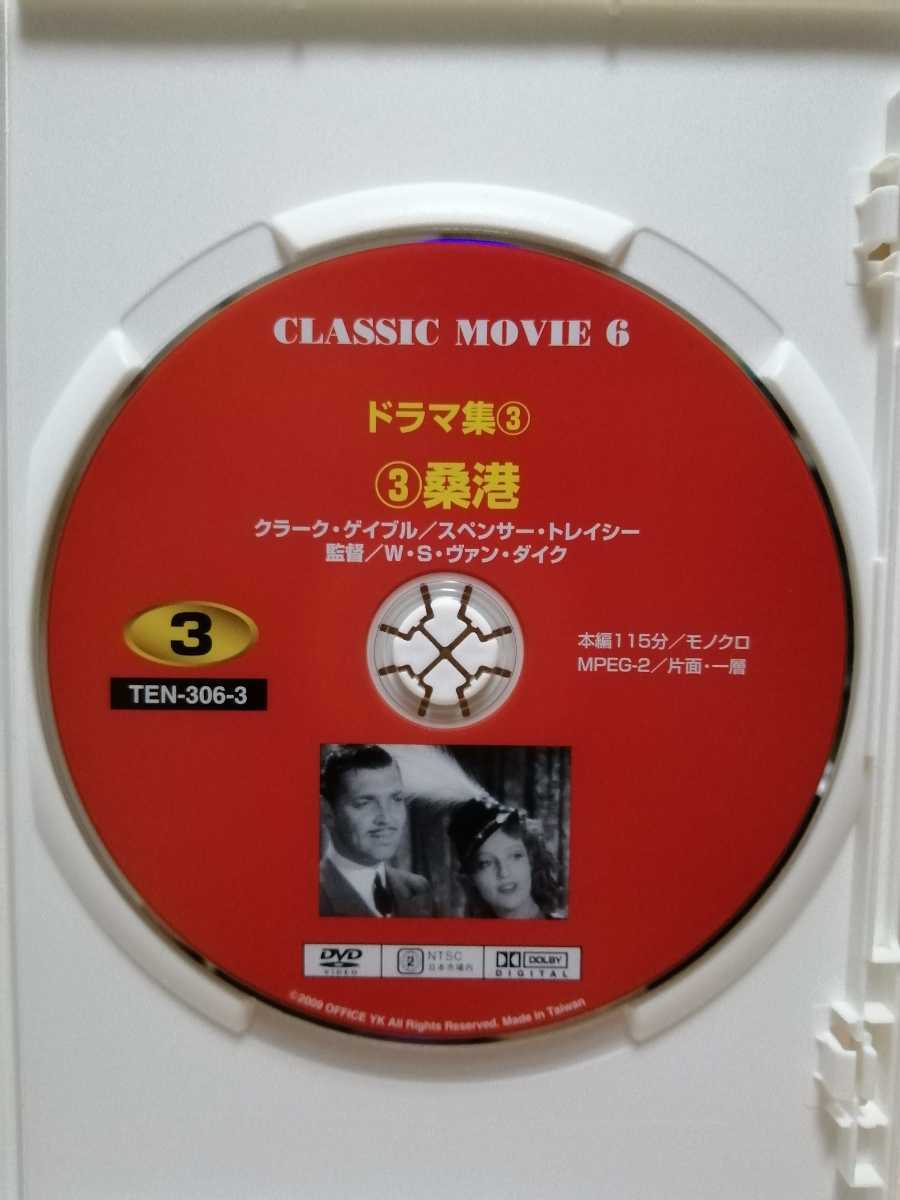 CLASSIC MOVIE 6
ドラマ集③
③桑港
クラーク・ゲイブル／スペンサー・トレイシー
監督／W・S・ヴァン・ダイク
3
TEN-306-3
本編115分／モノクロ
MPEG-2／片面・一層
DVD
VIDEO
2
NTSC
日本市場向
DOLBY
DIGITAL
©2009 OFFICE YK All Rights Reserved. Made in Taiwan